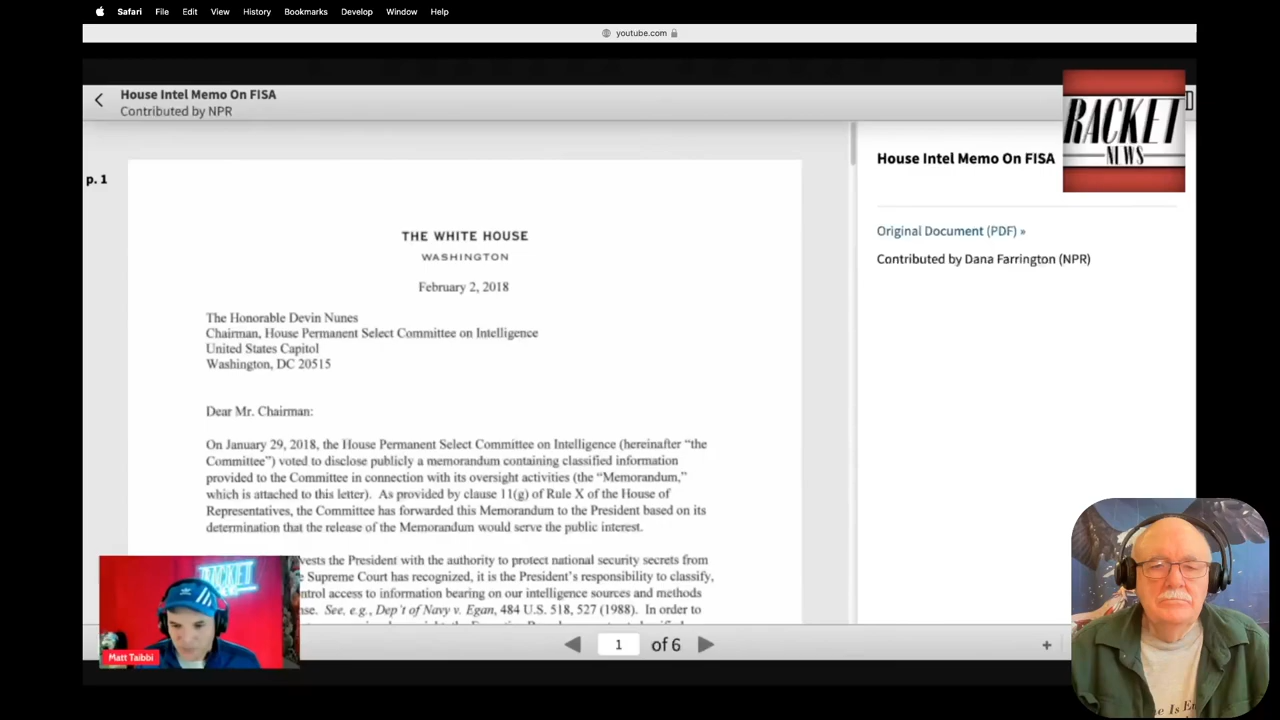 Safari File Edit View History Bookmarks Develop Window Help
youtube.com
House Intel Memo On FISA
Contributed by NPR
RACKET
NEWS
p. 1
House Intel Memo On FISA
Original Document (PDF) »
Contributed by Dana Farrington (NPR)
THE WHITE HOUSE
WASHINGTON
February 2, 2018
The Honorable Devin Nunes
Chairman, House Permanent Select Committee on Intelligence
United States Capitol
Washington, DC 20515
Dear Mr. Chairman:
On January 29, 2018, the House Permanent Select Committee on Intelligence (hereinafter “the
Committee”) voted to disclose publicly a memorandum containing classified information
provided to the Committee in connection with its oversight activities (the “Memorandum,”
which is attached to this letter). As provided by clause 11(g) of Rule X of the House of
Representatives, the Committee has forwarded this Memorandum to the President based on its
determination that the release of the Memorandum would serve the public interest.
vests the President with the authority to protect national security secrets from
e Supreme Court has recognized, it is the President’s responsibility to classify,
ntrol access to information bearing on our intelligence sources and methods
se. See, e.g., Dep’t of Navy v. Egan, 484 U.S. 518, 527 (1988). In order to
RACKET
NEWS
Matt Taibbi
1 of 6